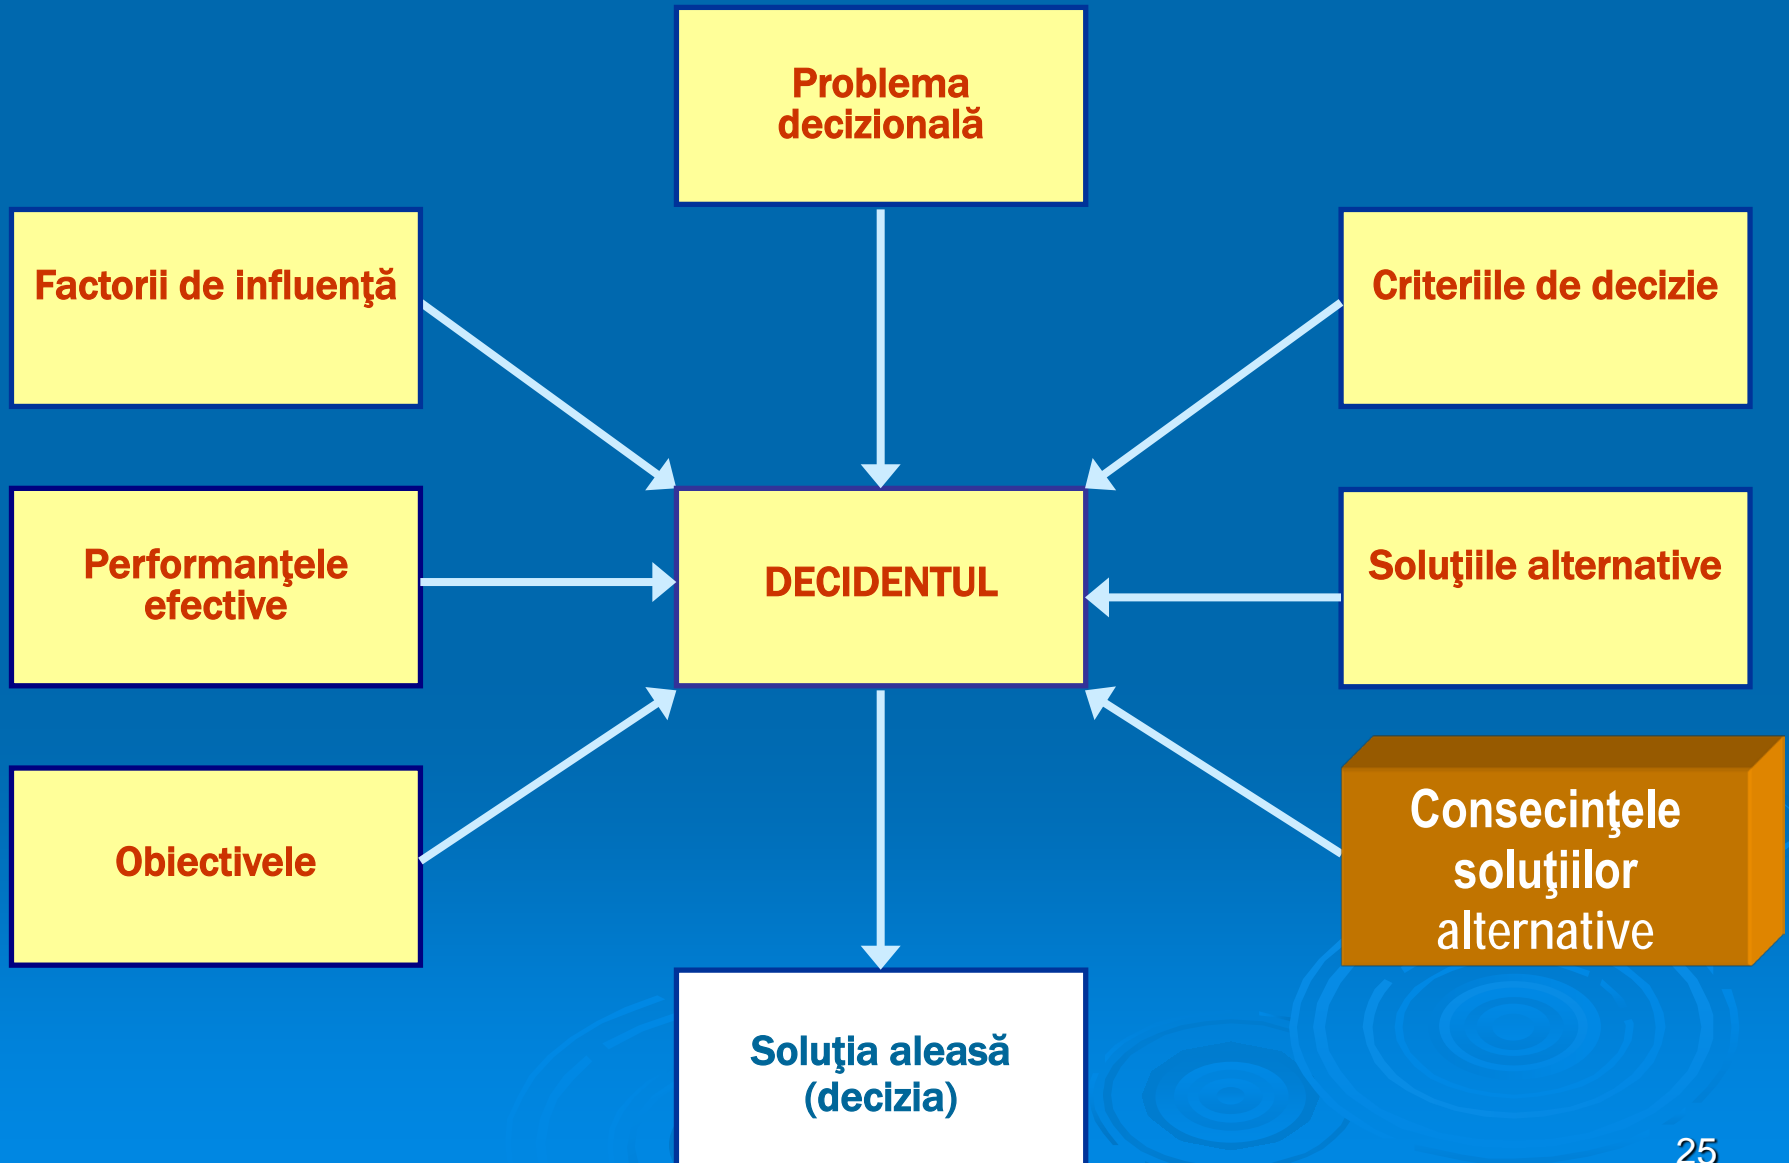 Problema
decizională
Factorii de influenţă
Criteriile de decizie
Performanţele
efective
DECIDENTUL
Soluţiile alternative
Obiectivele
Consecinţele
soluţiilor
alternative
Soluţia aleasă
(decizia)
25